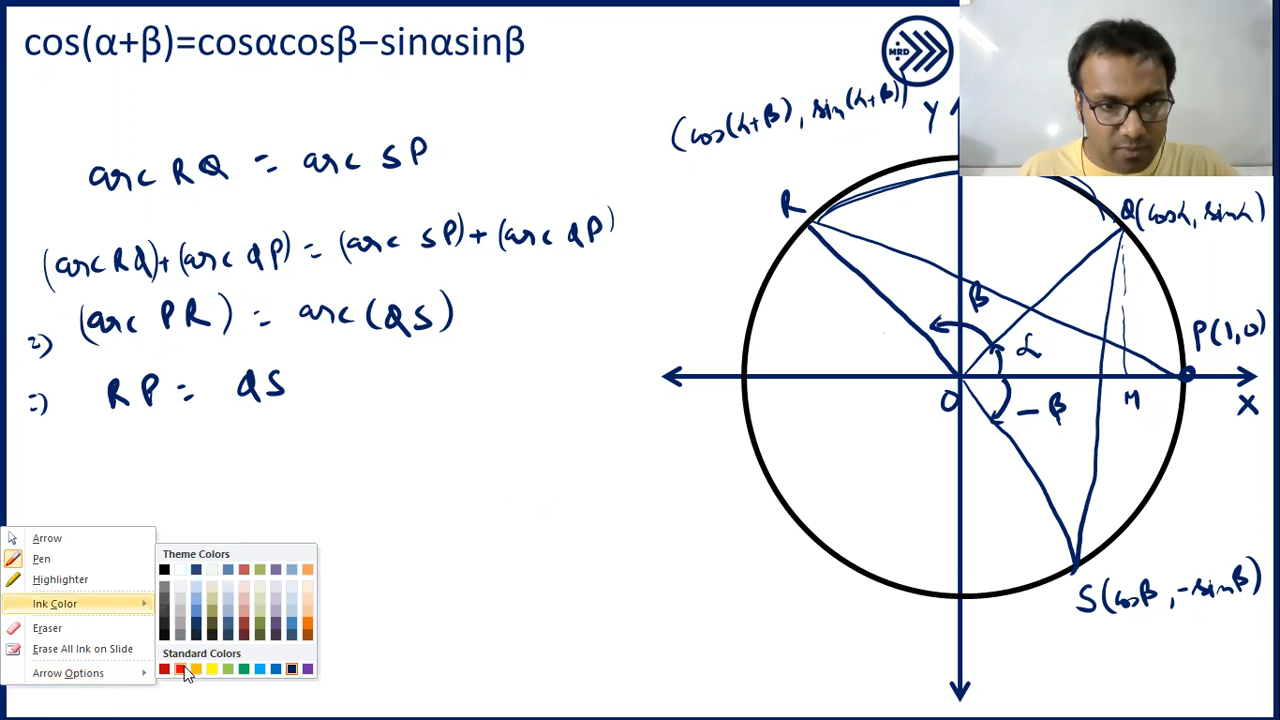 cos(α+β)=cosαcosβ−sinαsinβ
MRD
(cos(α+β), sin(α+β))
Y
arc RQ = arc SP
R
Q(cosα, sinα)
(arc RQ)+(arc QP) = (arc SP)+(arc QP)
β
P(1,0)
⇒ (arc PR) = arc(QS)
α
⇒ RP = QS
O
-β
M
X
S(cosβ, -sinβ)
Arrow
Pen
Highlighter
Ink Color
Eraser
Erase All Ink on Slide
Arrow Options
Theme Colors
Standard Colors